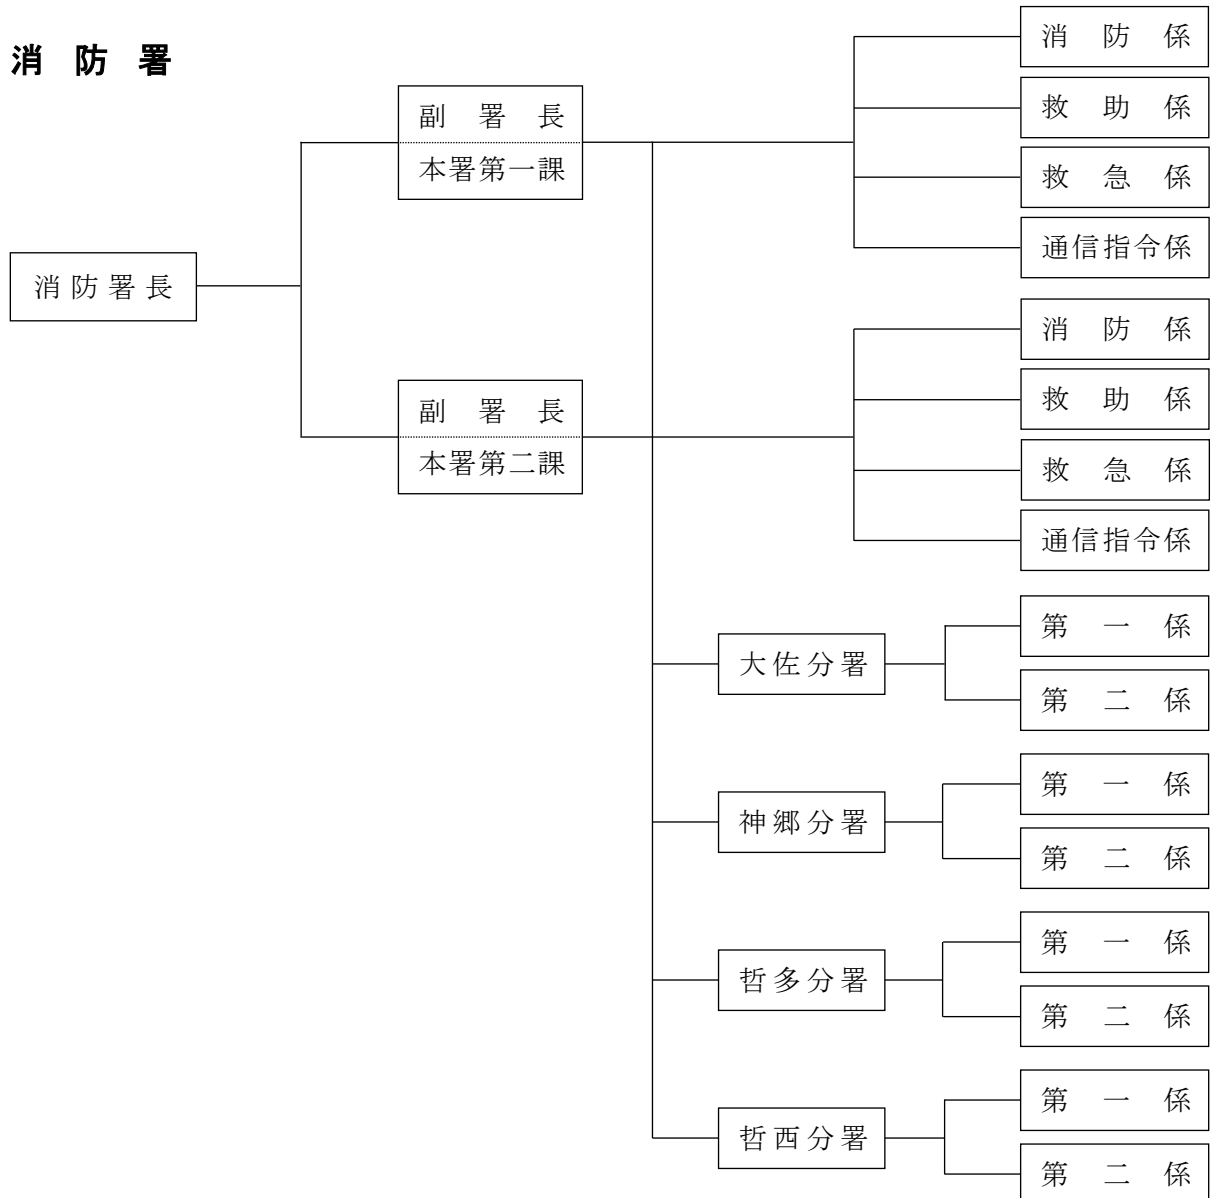 消防署
消防署長
副署長
本署第一課
消防係
救助係
救急係
通信指令係
副署長
本署第二課
消防係
救助係
救急係
通信指令係
大佐分署
第一係
第二係
神郷分署
第一係
第二係
哲多分署
第一係
第二係
哲西分署
第一係
第二係